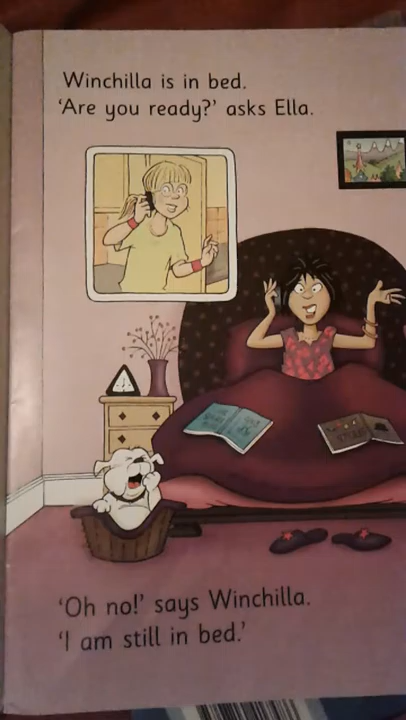 Winchilla is in bed.
‘Are you ready?’ asks Ella.
‘Oh no!’ says Winchilla.
‘I am still in bed.’